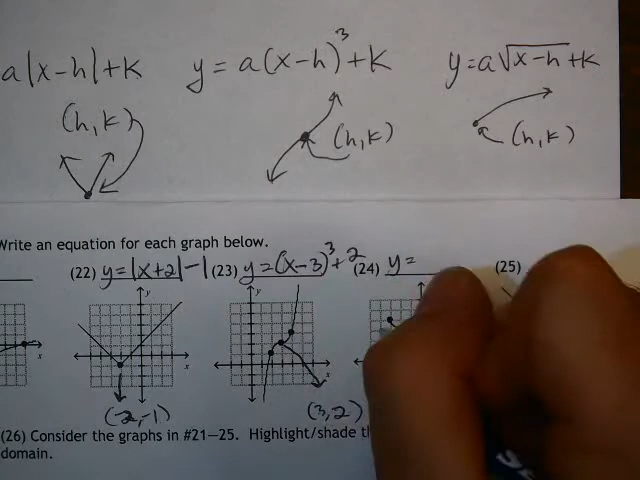 a|x-h|+k y = a(x-h)³+k y=a√x-h+k
(h,k) (h,k) (h,k)
Write an equation for each graph below.
(22) y=|x+2|-1 (23) y=(x-3)³+2 (24) y= (25)
y y
x x x
(-2,-1) (3,2)
(26) Consider the graphs in #21–25. Highlight/shade
domain.